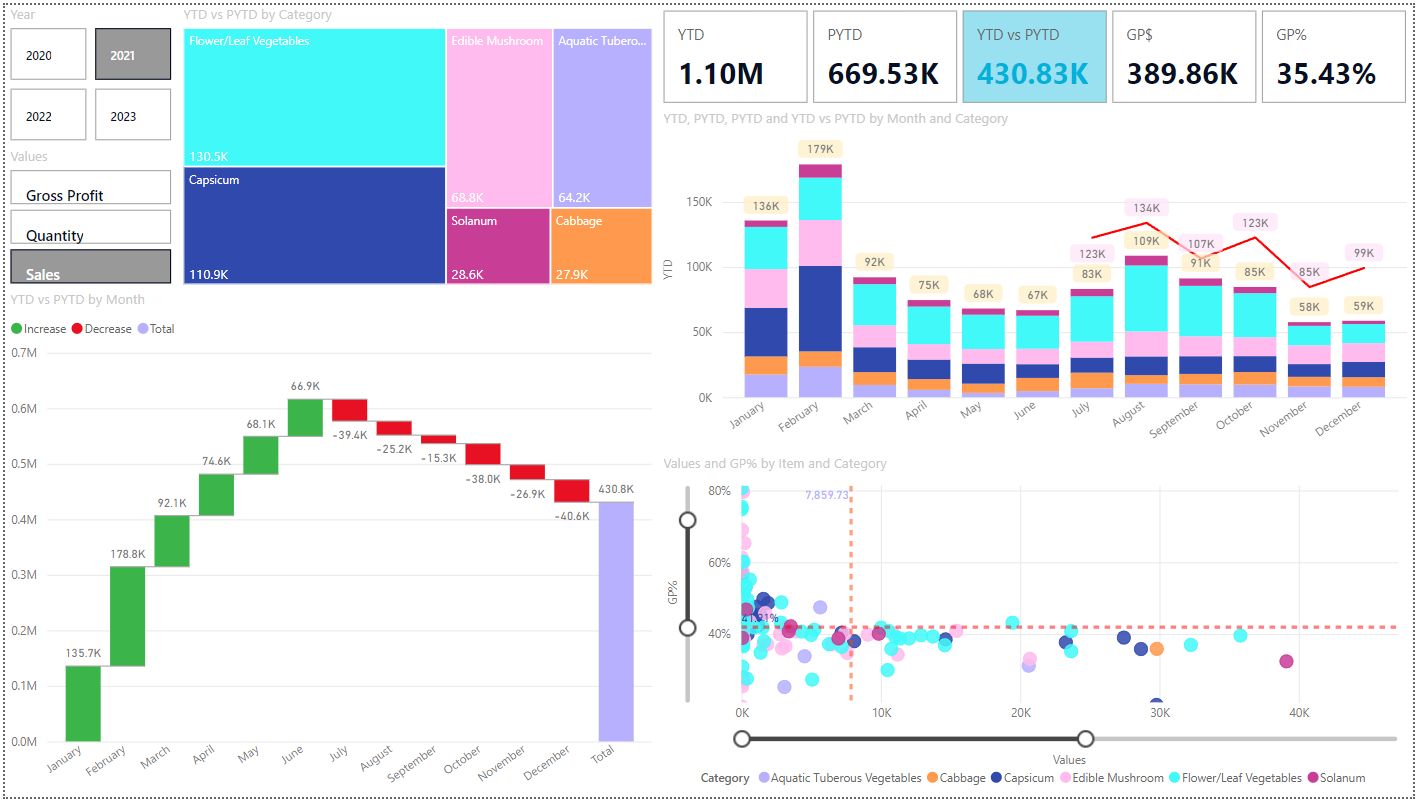 Year
2020
2021
2022
2023
Values
Gross Profit
Quantity
Sales
YTD vs PYTD by Category
Flower/Leaf Vegetables
130.5K
Capsicum
110.9K
Edible Mushroom
68.8K
Aquatic Tubero...
64.2K
Solanum
28.6K
Cabbage
27.9K
YTD
1.10M
PYTD
669.53K
YTD vs PYTD
430.83K
GP$
389.86K
GP%
35.43%
YTD vs PYTD by Month
Increase Decrease Total
0.7M
0.6M
0.5M
0.4M
0.3M
0.2M
0.1M
0.0M
135.7K
178.8K
92.1K
74.6K
68.1K
66.9K
-39.4K
-25.2K
-15.3K
-38.0K
-26.9K
-40.6K
430.8K
January
February
March
April
May
June
July
August
September
October
November
December
Total
YTD, PYTD, PYTD and YTD vs PYTD by Month and Category
YTD
150K
100K
50K
0K
136K
179K
92K
75K
68K
67K
123K
83K
134K
109K
107K
91K
123K
85K
85K
58K
99K
59K
January
February
March
April
May
June
July
August
September
October
November
December
Values and GP% by Item and Category
GP%
80%
60%
40%
7,859.73
0K
10K
20K
30K
40K
Values
Category Aquatic Tuberous Vegetables Cabbage Capsicum Edible Mushroom Flower/Leaf Vegetables Solanum